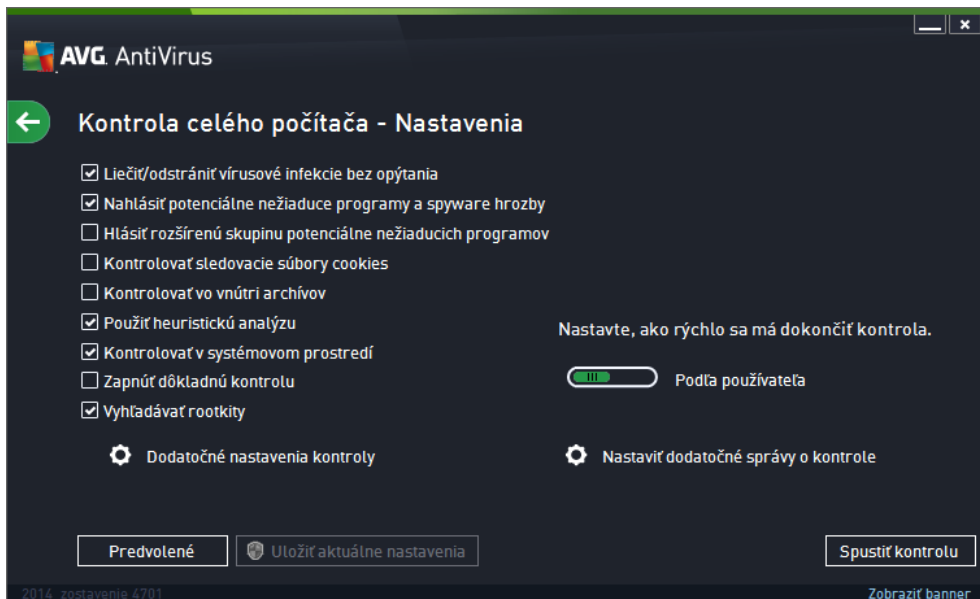 AVG. AntiVirus
Kontrola celého počítača - Nastavenia
Liečiť/odstrániť vírusové infekcie bez opýtania
Nahlásiť potenciálne nežiaduce programy a spyware hrozby
Hlásiť rozšírenú skupinu potenciálne nežiaducich programov
Kontrolovať sledovacie súbory cookies
Kontrolovať vo vnútri archívov
Použiť heuristickú analýzu
Kontrolovať v systémovom prostredí
Zapnúť dôkladnú kontrolu
Vyhľadávať rootkity
Nastavte, ako rýchlo sa má dokončiť kontrola.
Podľa používateľa
Dodatočné nastavenia kontroly
Nastaviť dodatočné správy o kontrole
Predvolené
Uložiť aktuálne nastavenia
Spustiť kontrolu
2014 zostavenie 4701
Zobraziť banner